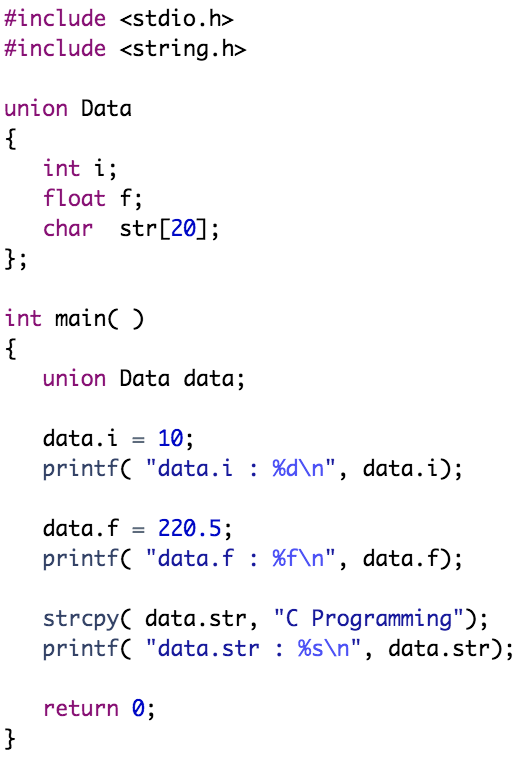 #include <stdio.h>
#include <string.h>

union Data
{
   int i;
   float f;
   char  str[20];
};

int main( )
{
   union Data data;

   data.i = 10;
   printf( "data.i : %d\n", data.i);

   data.f = 220.5;
   printf( "data.f : %f\n", data.f);

   strcpy( data.str, "C Programming");
   printf( "data.str : %s\n", data.str);

   return 0;
}